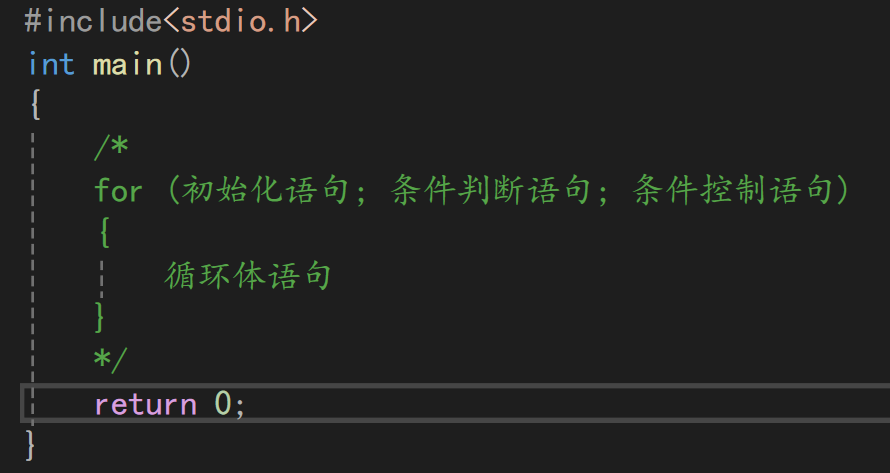 #include<stdio.h>
int main()
{
/*
for (初始化语句; 条件判断语句; 条件控制语句)
{
循环体语句
}
*/
return 0;
}